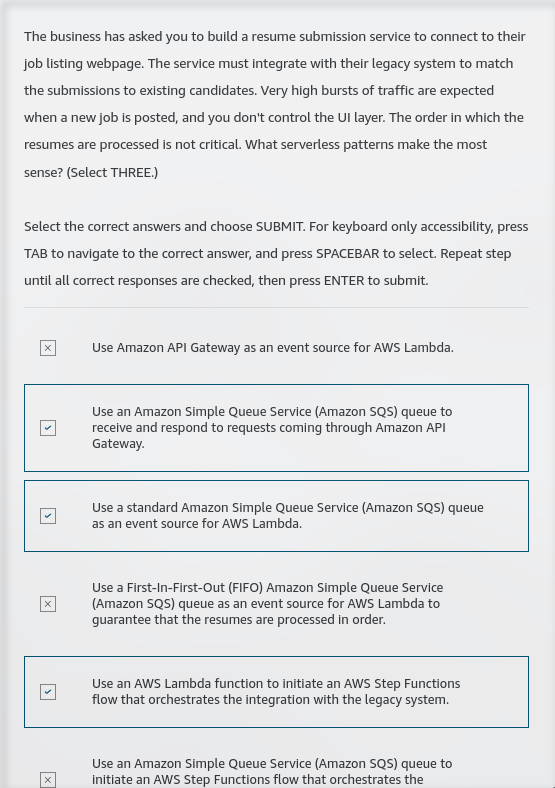 The business has asked you to build a resume submission service to connect to their
job listing webpage. The service must integrate with their legacy system to match
the submissions to existing candidates. Very high bursts of traffic are expected
when a new job is posted, and you don't control the UI layer. The order in which the
resumes are processed is not critical. What serverless patterns make the most
sense? (Select THREE.)
Select the correct answers and choose SUBMIT. For keyboard only accessibility, press
TAB to navigate to the correct answer, and press SPACEBAR to select. Repeat step
until all correct responses are checked, then press ENTER to submit.
Use Amazon API Gateway as an event source for AWS Lambda.
Use an Amazon Simple Queue Service (Amazon SQS) queue to
receive and respond to requests coming through Amazon API
Gateway.
Use a standard Amazon Simple Queue Service (Amazon SQS) queue
as an event source for AWS Lambda.
Use a First-In-First-Out (FIFO) Amazon Simple Queue Service
(Amazon SQS) queue as an event source for AWS Lambda to
guarantee that the resumes are processed in order.
Use an AWS Lambda function to initiate an AWS Step Functions
flow that orchestrates the integration with the legacy system.
Use an Amazon Simple Queue Service (Amazon SQS) queue to
initiate an AWS Step Functions flow that orchestrates the